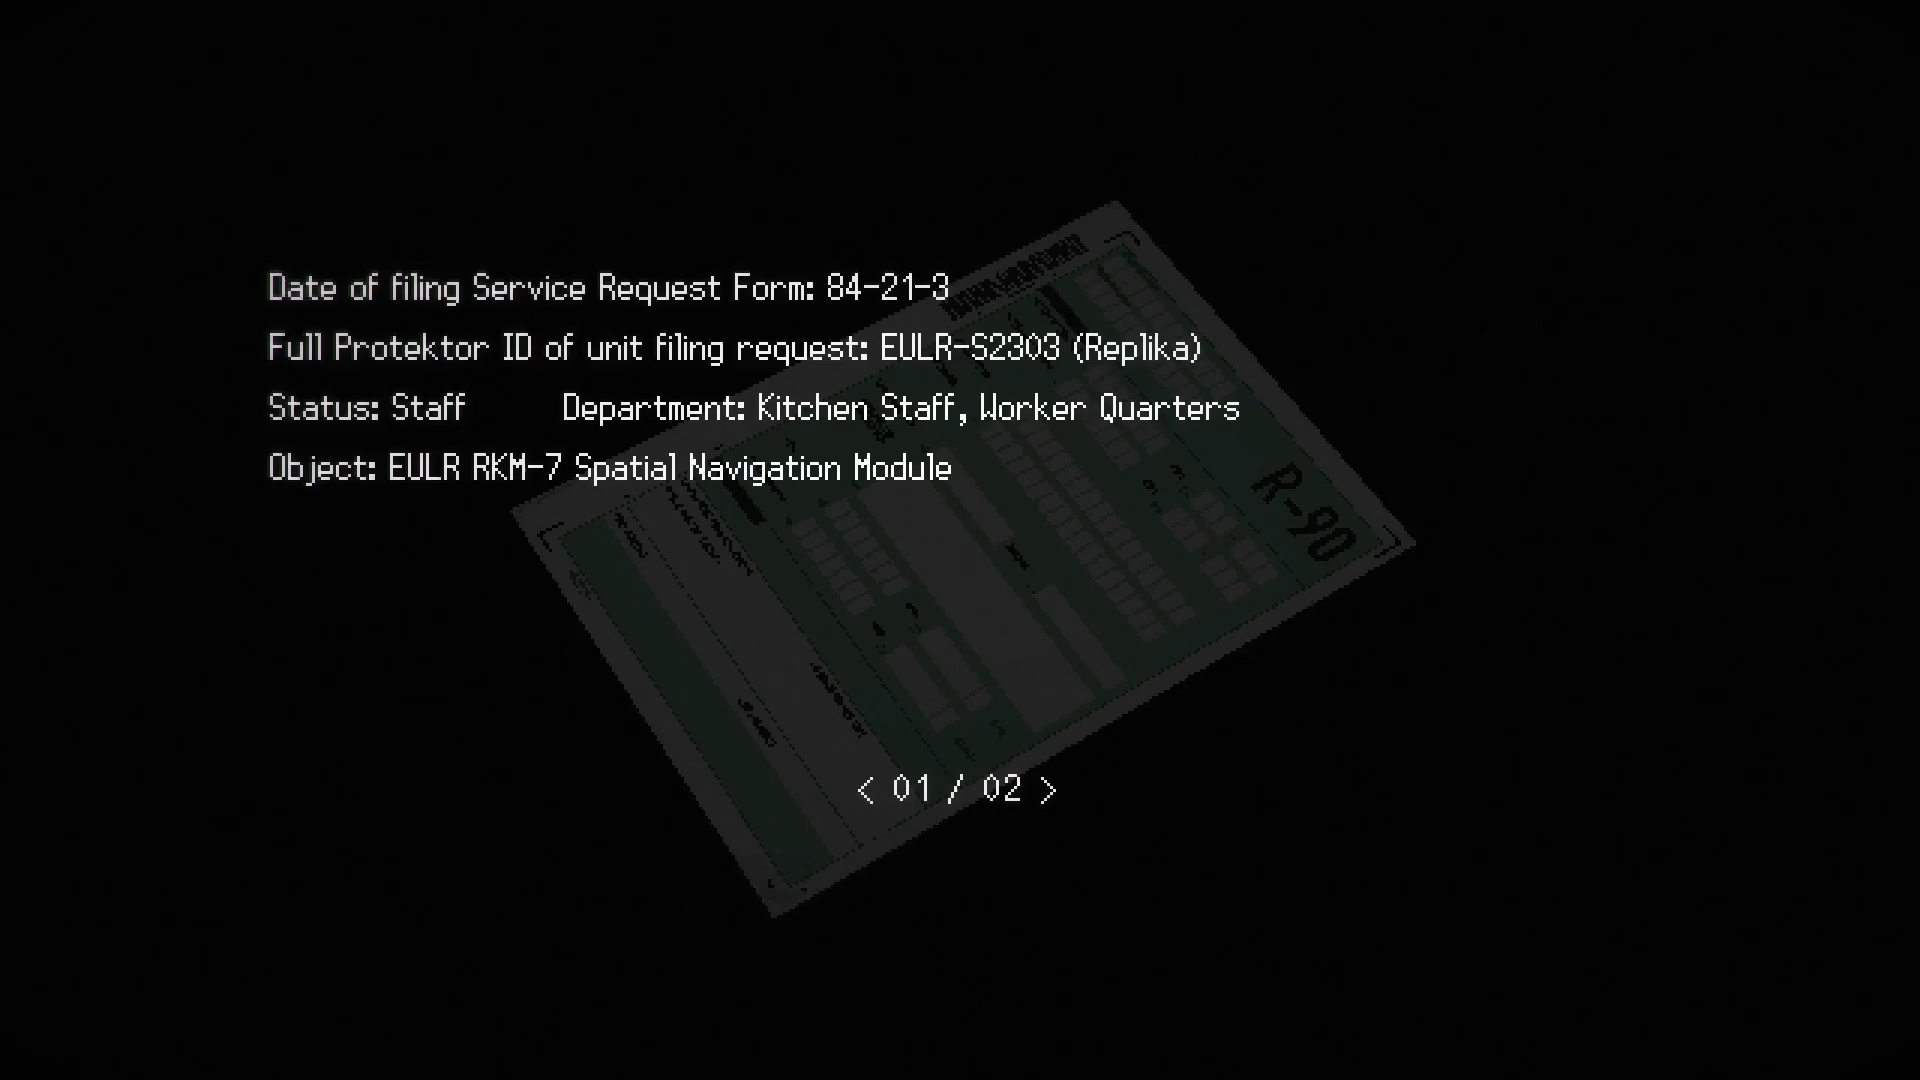 Date of filing Service Request Form: 84-21-3
Full Protektor ID of unit filing request: EULR-S2303 (Replika)
Status: Staff Department: Kitchen Staff, Worker Quarters
Object: EULR RKM-7 Spatial Navigation Module
R-90
< 01 / 02 >